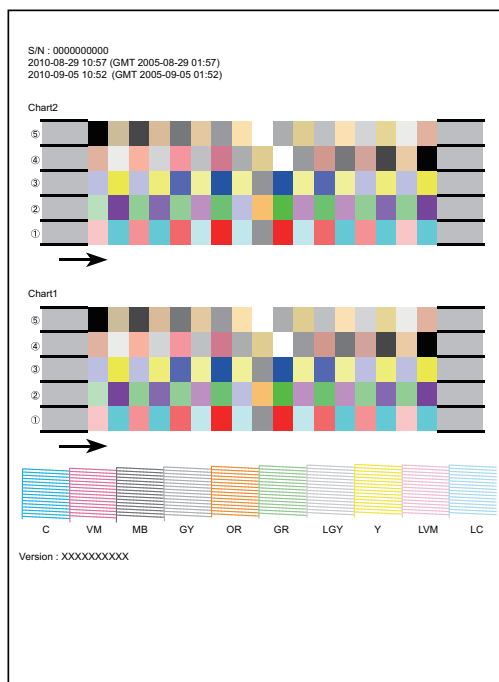 S/N : 0000000000
2010-08-29 10:57 (GMT 2005-08-29 01:57)
2010-09-05 10:52 (GMT 2005-09-05 01:52)
Chart2
⑤
④
③
②
①
Chart1
⑤
④
③
②
①
C VM MB GY OR GR LGY Y LVM LC
Version : XXXXXXXXXX